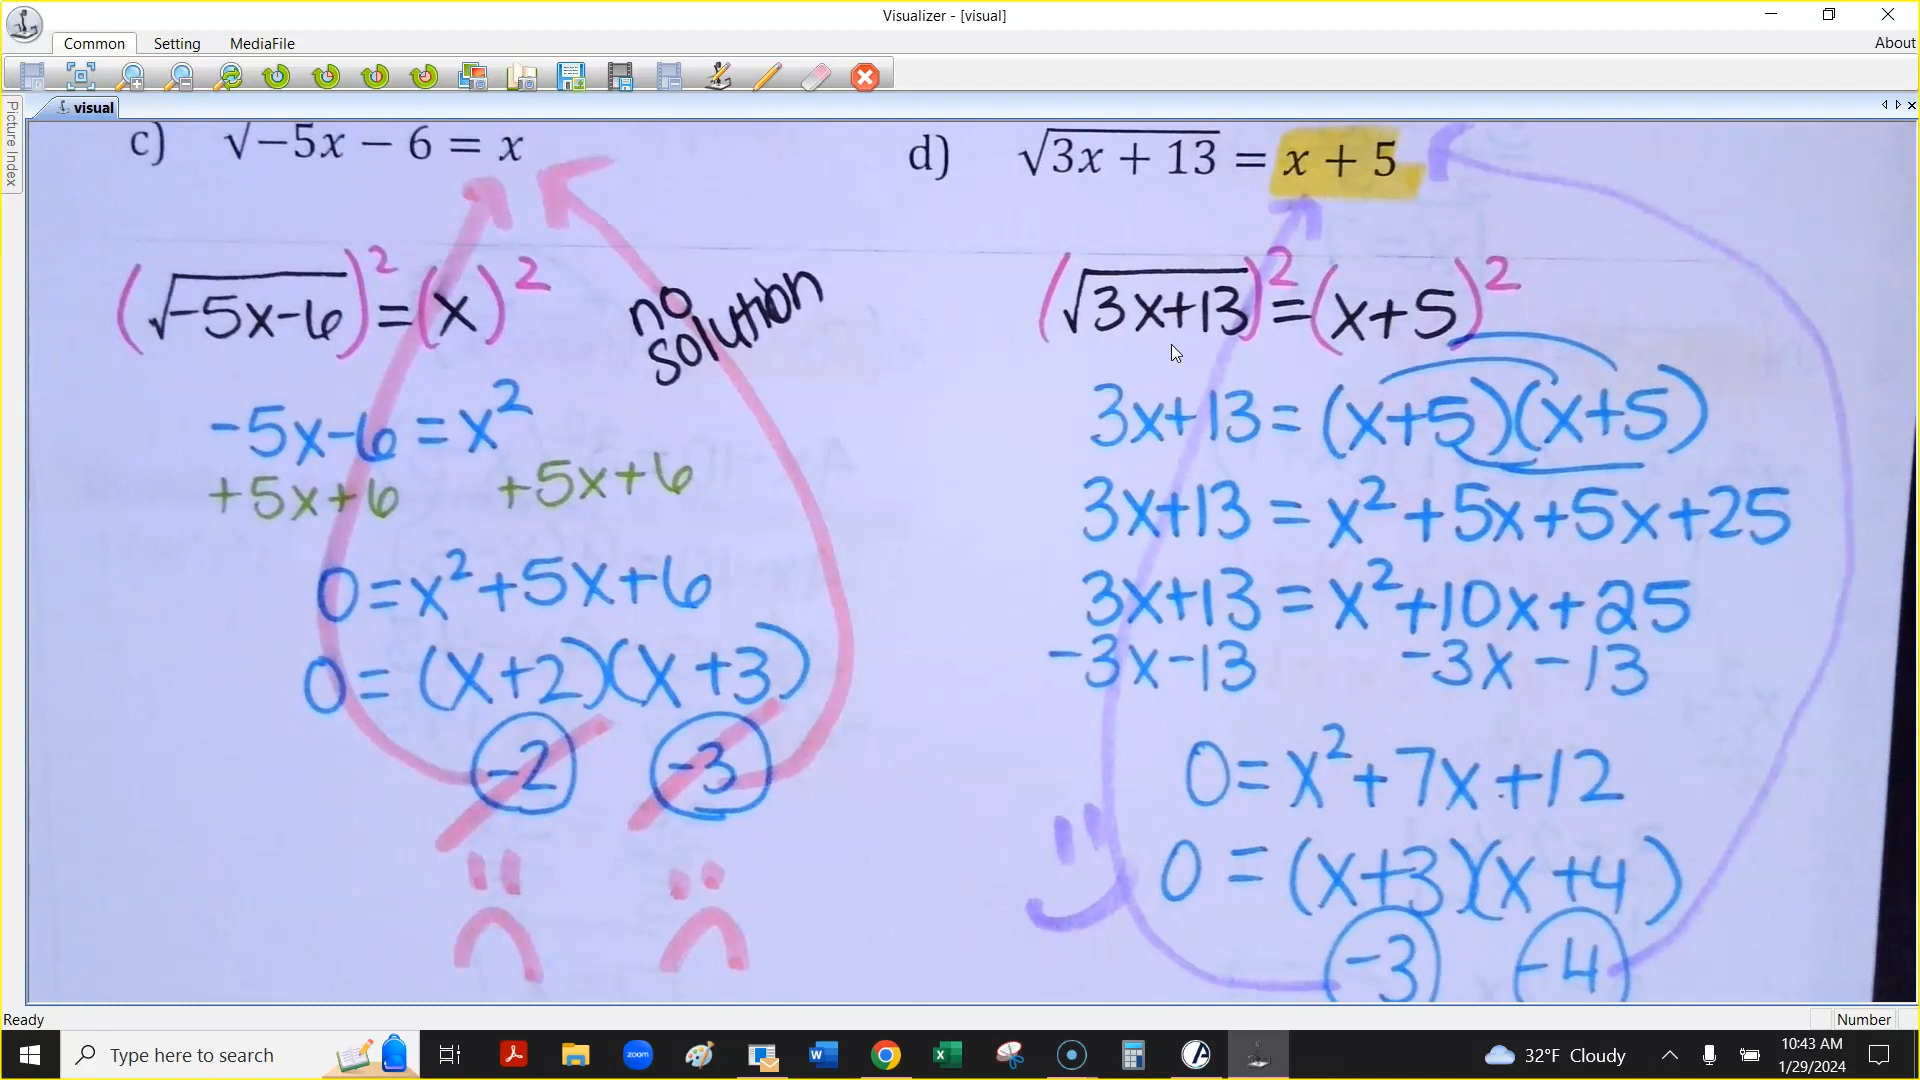 Visualizer - [visual]
Common Setting MediaFile
About
visual
Picture Index
c) √−5x − 6 = x
(√-5x-6)² = (x)²
no
solution
-5x-6 = x²
+5x+6 +5x+6
0=x²+5x+6
0= (x+2)(x+3)
-2 -3
d) √3x + 13 = x + 5
(√3x+13)² = (x+5)²
3x+13= (x+5)(x+5)
3x+13 = x²+5x+5x+25
3x+13 = x²+10x+25
-3x-13 -3x-13
0= x²+7x+12
0 = (x+3)(x+4)
-3 -4
Ready
Number
Type here to search
zoom
32°F Cloudy
10:43 AM
1/29/2024